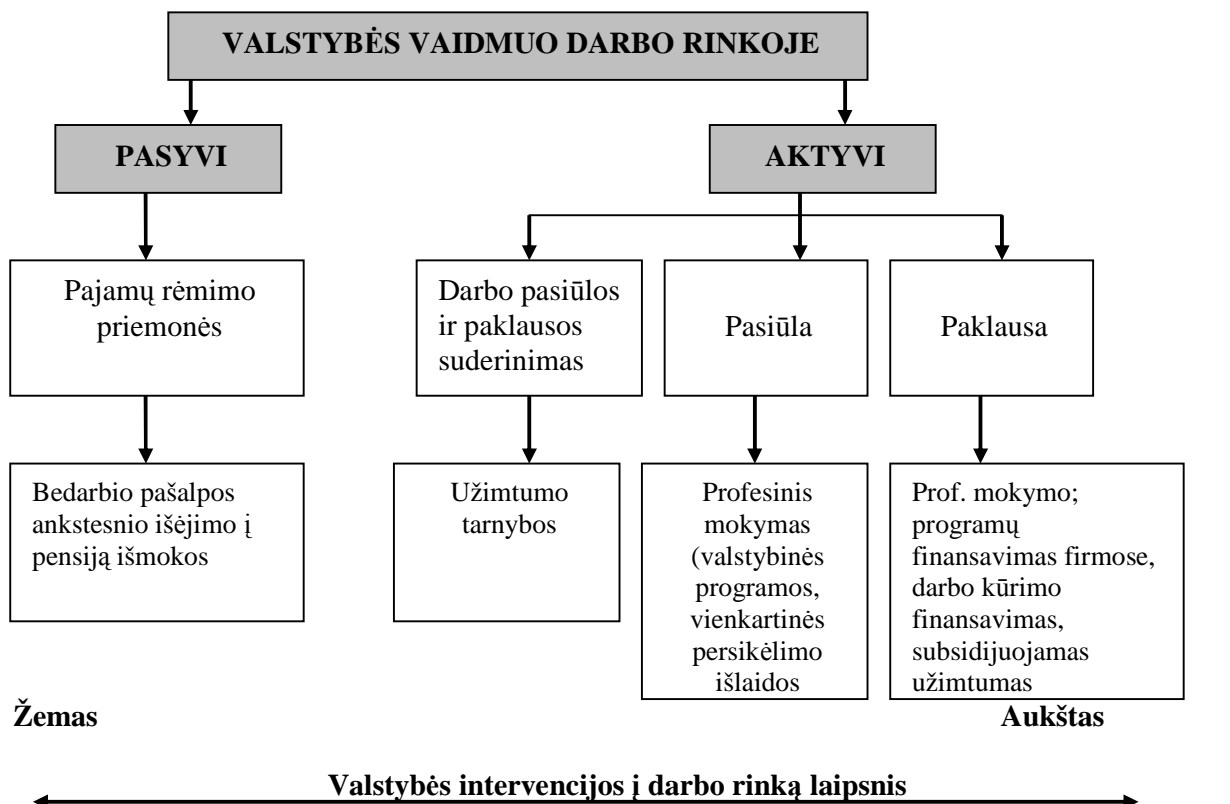 VALSTYBĖS VAIDMUO DARBO RINKOJE
PASYVI
AKTYVI
Pajamų rėmimo
priemonės
Darbo pasiūlos
ir paklausos
suderinimas
Pasiūla
Paklausa
Bedarbio pašalpos
ankstesnio išėjimo į
pensiją išmokos
Užimtumo
tarnybos
Profesinis
mokymas
(valstybinės
programos,
vienkartinės
persikėlimo
išlaidos
Prof. mokymo;
programų
finansavimas firmose,
darbo kūrimo
finansavimas,
subsidijuojamas
užimtumas
Žemas
Aukštas
Valstybės intervencijos į darbo rinką laipsnis